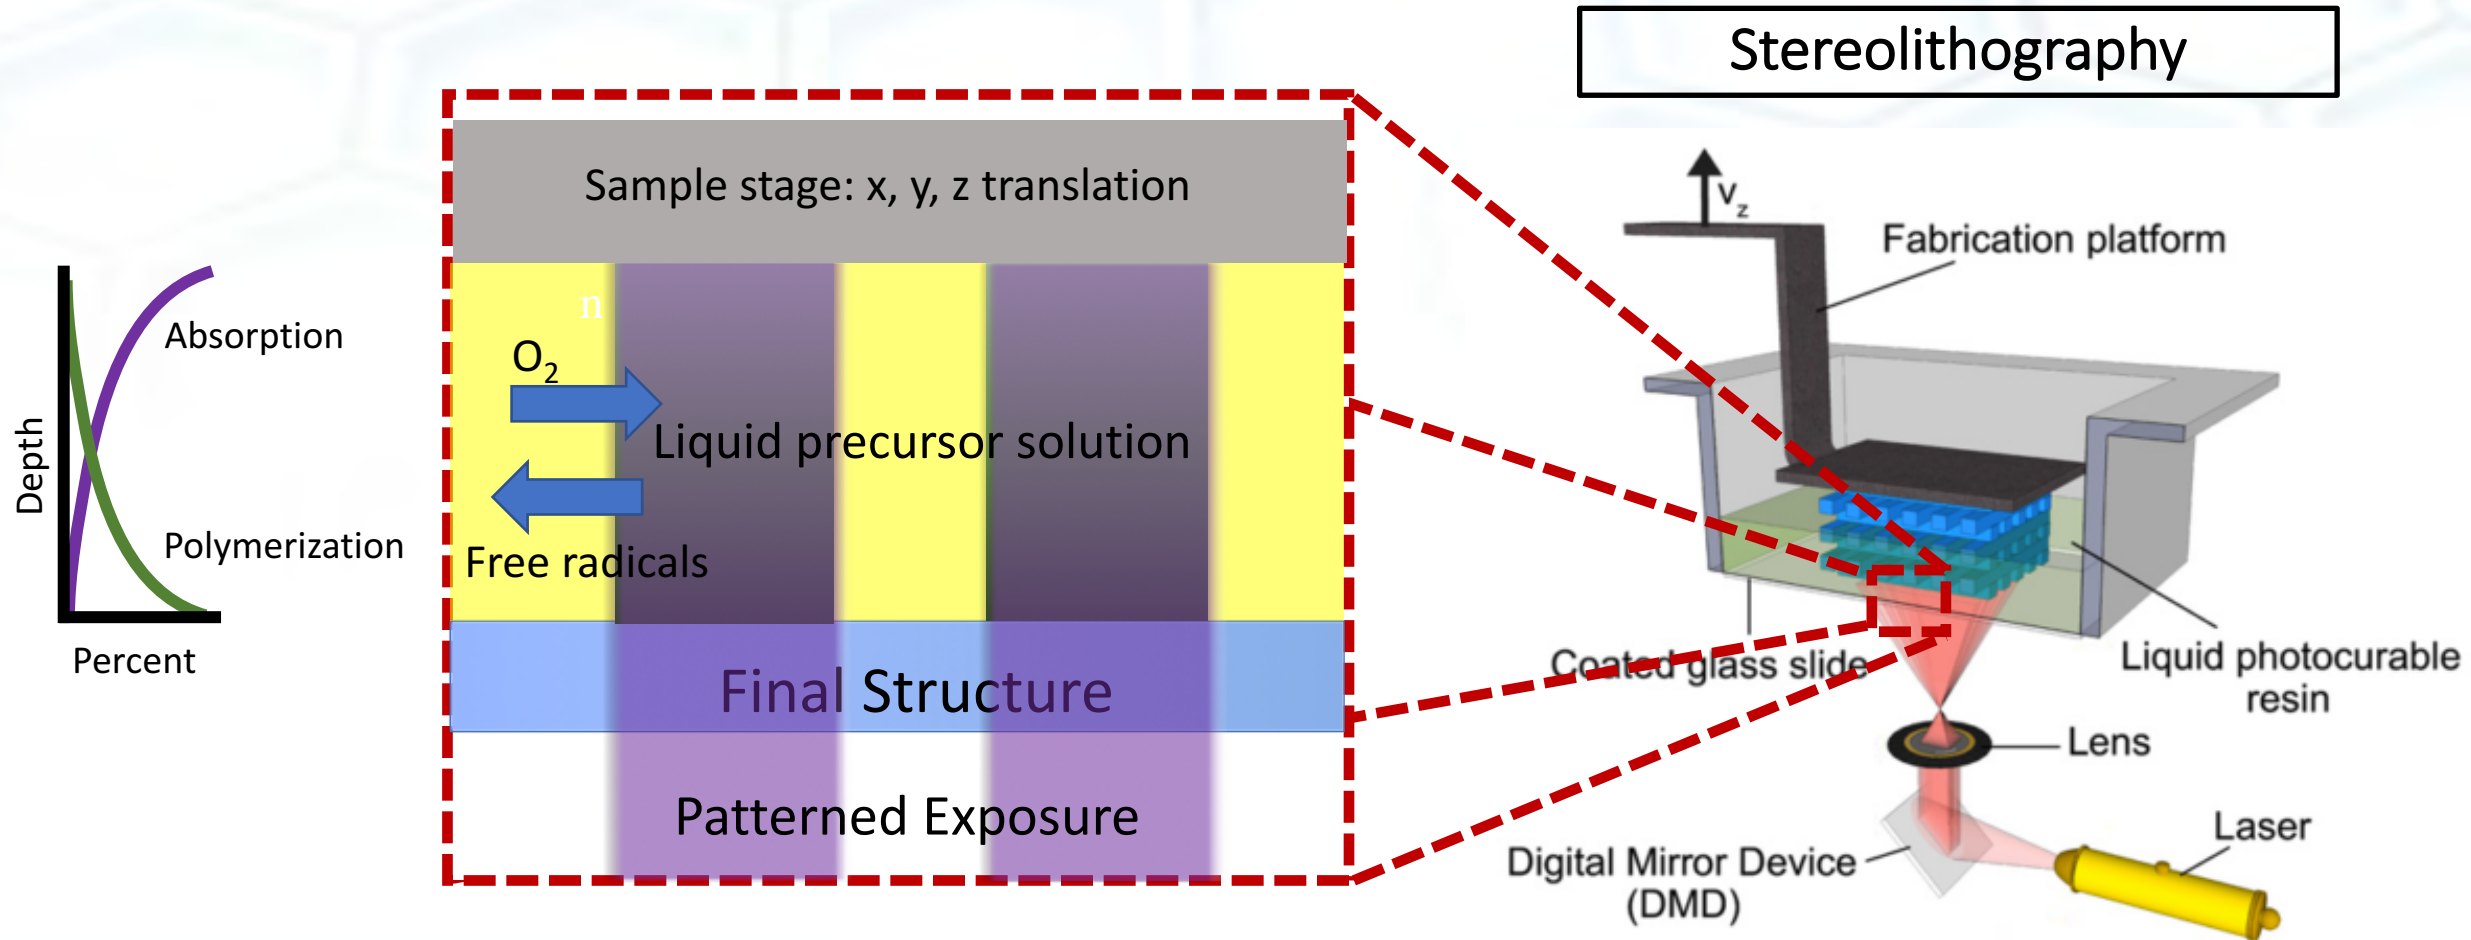 Stereolithography
Sample stage: x, y, z translation
n
O₂
Liquid precursor solution
Free radicals
Final Structure
Patterned Exposure
Absorption
Polymerization
Depth
Percent
Vz
Fabrication platform
Coated glass slide
Liquid photocurable
resin
Lens
Laser
Digital Mirror Device
(DMD)